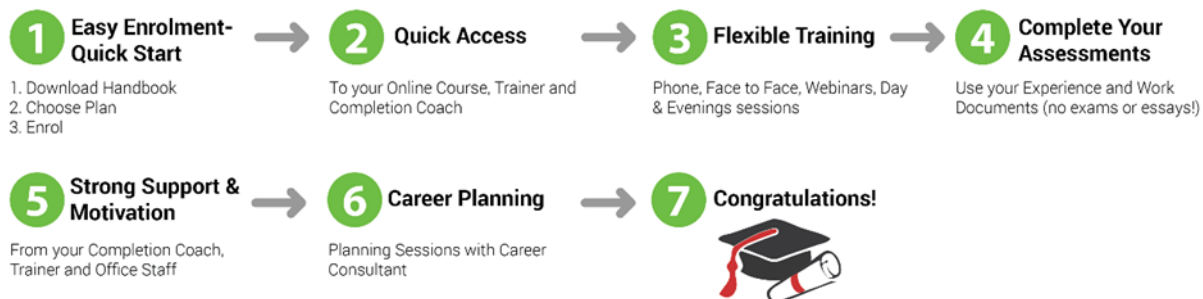 1
Easy Enrolment-
Quick Start
1. Download Handbook
2. Choose Plan
3. Enrol
2
Quick Access
To your Online Course, Trainer and
Completion Coach
3
Flexible Training
Phone, Face to Face, Webinars, Day
& Evenings sessions
4
Complete Your
Assessments
Use your Experience and Work
Documents (no exams or essays!)
5
Strong Support &
Motivation
From your Completion Coach,
Trainer and Office Staff
6
Career Planning
Planning Sessions with Career
Consultant
7
Congratulations!